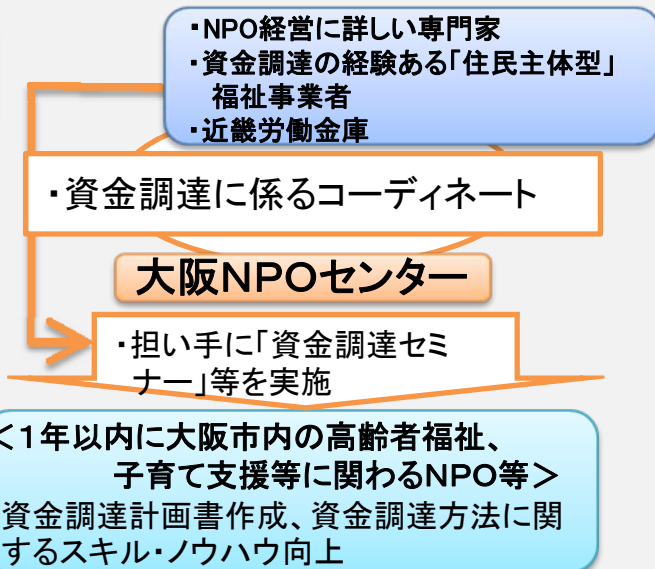 ・NPO経営に詳しい専門家
・資金調達の経験ある「住民主体型」
福祉事業者
・近畿労働金庫
・資金調達に係るコーディネート
大阪NPOセンター
・担い手に「資金調達セミ
ナー」等を実施
＜1年以内に大阪市内の高齢者福祉、
子育て支援等に関わるNPO等＞
資金調達計画書作成、資金調達方法に関
するスキル・ノウハウ向上